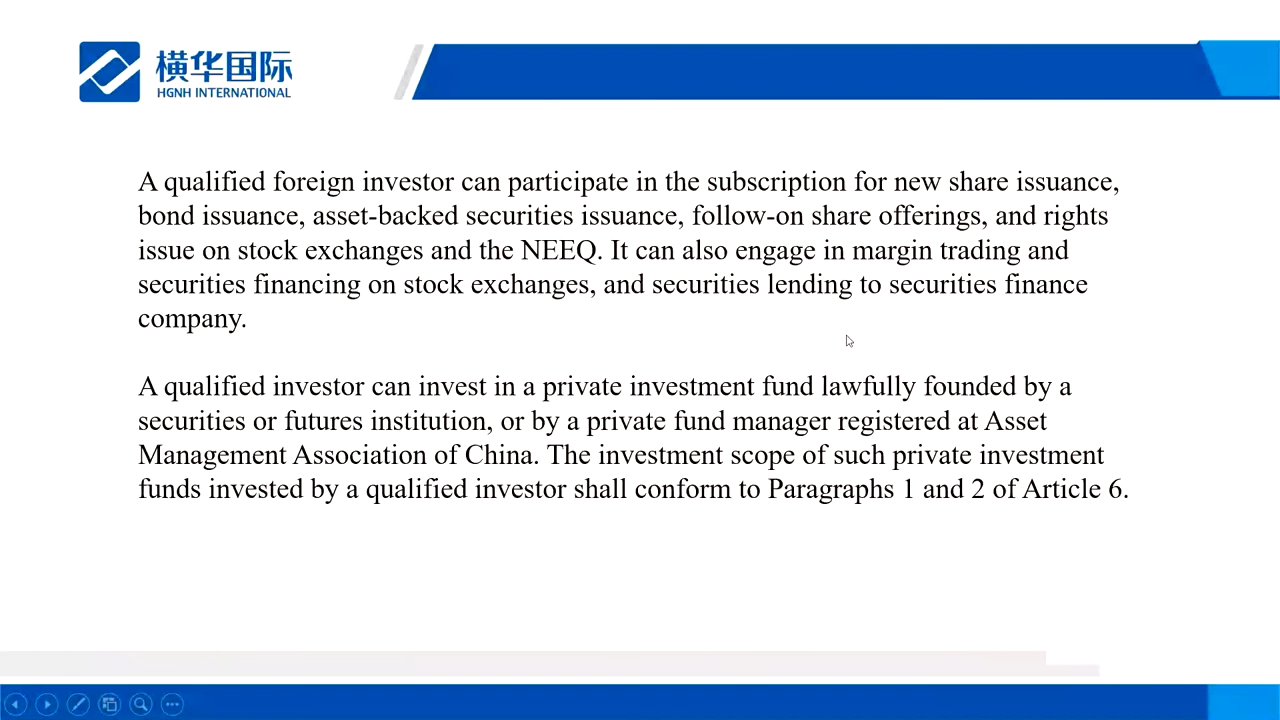 横华国际
HGNH INTERNATIONAL
A qualified foreign investor can participate in the subscription for new share issuance,
bond issuance, asset-backed securities issuance, follow-on share offerings, and rights
issue on stock exchanges and the NEEQ. It can also engage in margin trading and
securities financing on stock exchanges, and securities lending to securities finance
company.
A qualified investor can invest in a private investment fund lawfully founded by a
securities or futures institution, or by a private fund manager registered at Asset
Management Association of China. The investment scope of such private investment
funds invested by a qualified investor shall conform to Paragraphs 1 and 2 of Article 6.